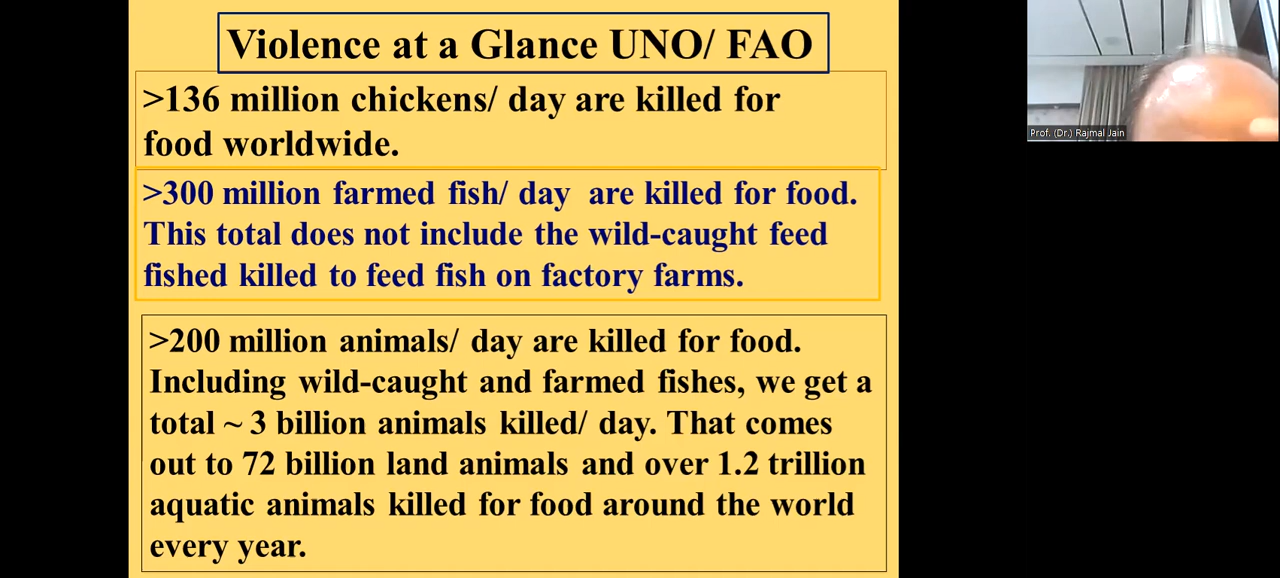 Violence at a Glance UNO/ FAO
>136 million chickens/ day are killed for
food worldwide.
>300 million farmed fish/ day are killed for food.
This total does not include the wild-caught feed
fished killed to feed fish on factory farms.
>200 million animals/ day are killed for food.
Including wild-caught and farmed fishes, we get a
total ~ 3 billion animals killed/ day. That comes
out to 72 billion land animals and over 1.2 trillion
aquatic animals killed for food around the world
every year.
Prof. (Dr.) Rajmal Jain